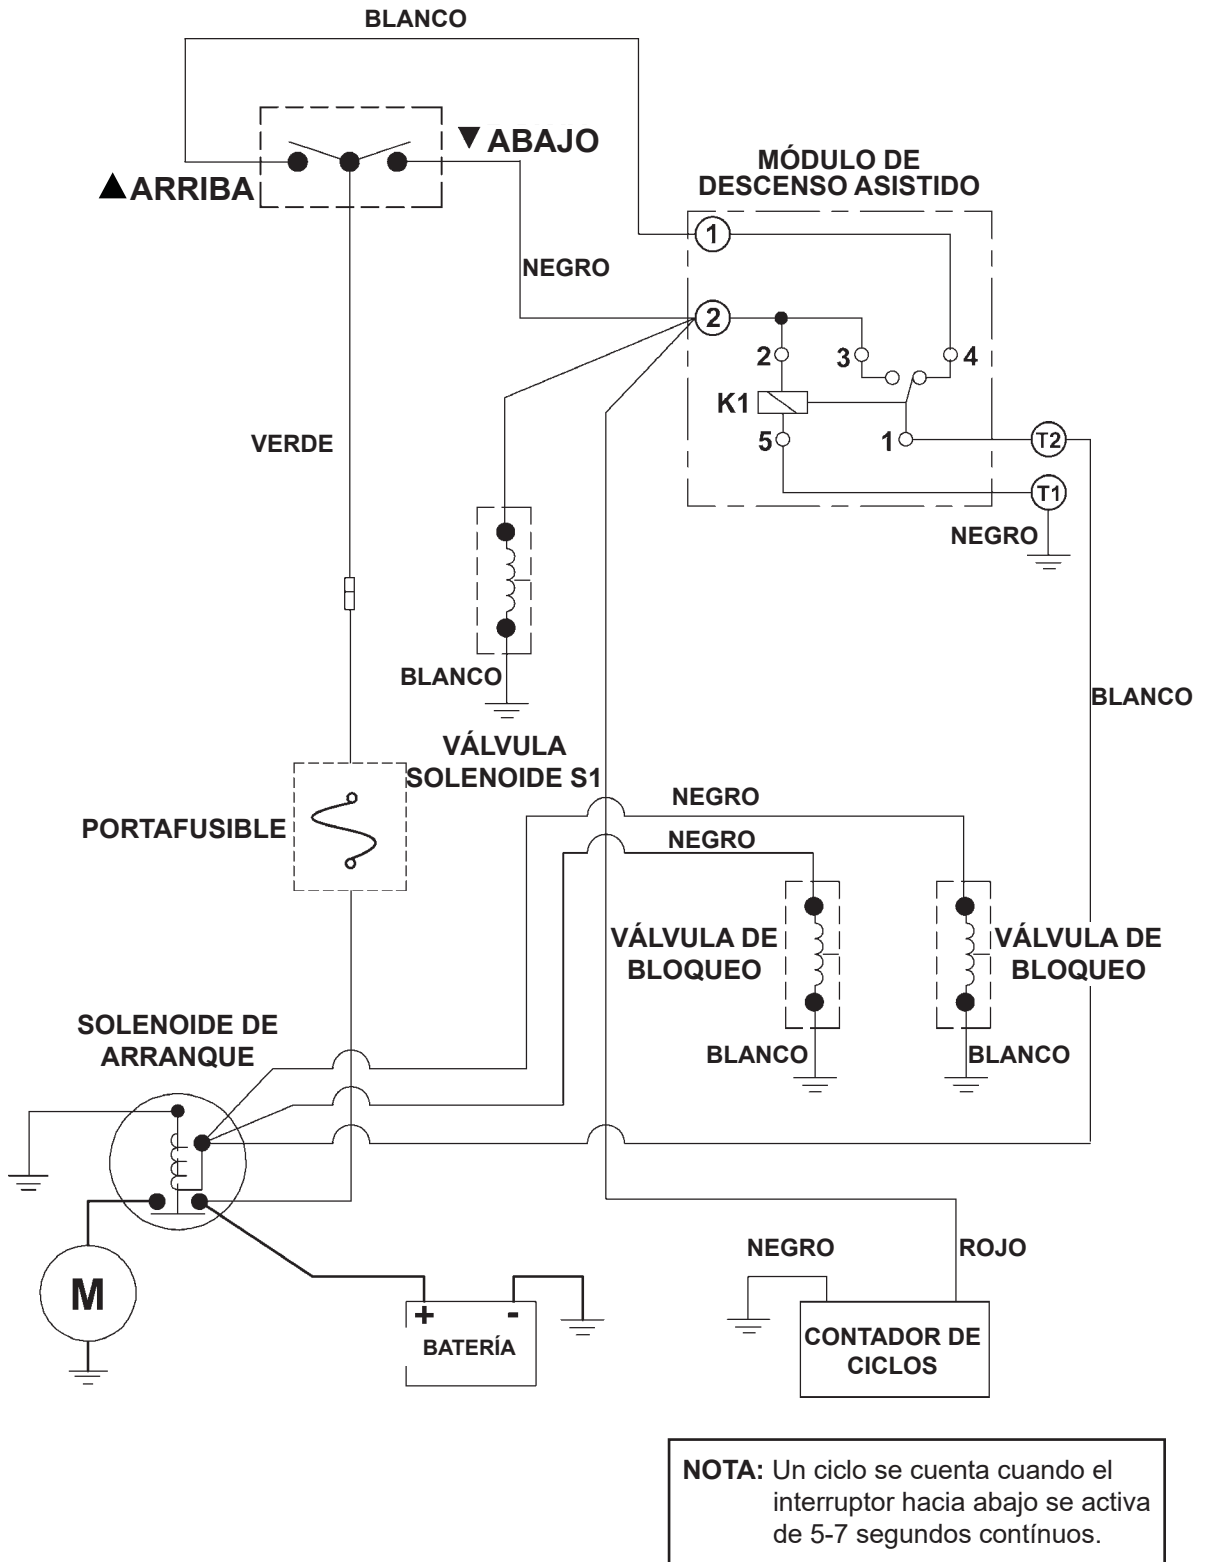 BLANCO
▼ ABAJO
▲ARRIBA
MÓDULO DE
DESCENSO ASISTIDO
1
NEGRO
2
2
3
4
K1
5
1
T2
T1
NEGRO
VERDE
BLANCO
BLANCO
VÁLVULA
SOLENOIDE S1
NEGRO
PORTAFUSIBLE
NEGRO
VÁLVULA DE
BLOQUEO
VÁLVULA DE
BLOQUEO
SOLENOIDE DE
ARRANQUE
BLANCO
BLANCO
NEGRO
ROJO
M
+ -
BATERÍA
CONTADOR DE
CICLOS
NOTA: Un ciclo se cuenta cuando el
interruptor hacia abajo se activa
de 5-7 segundos contínuos.